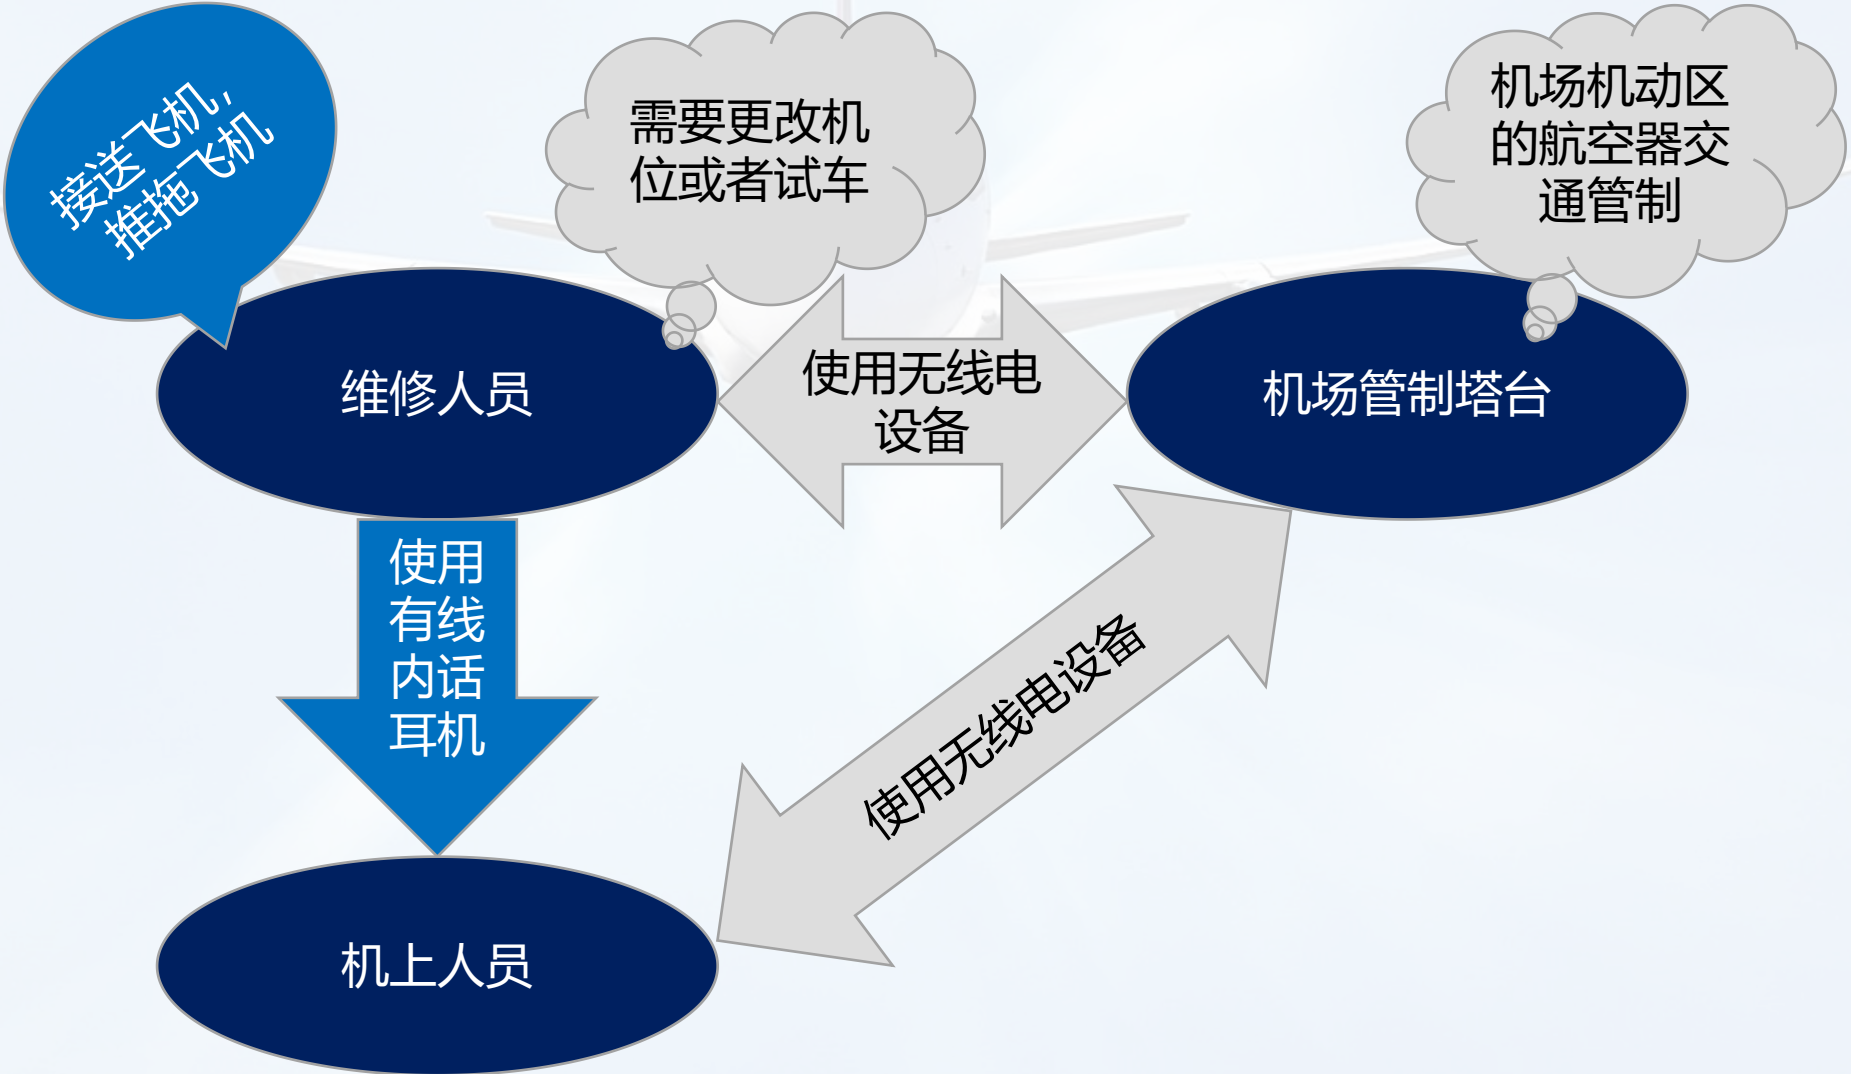 接送飞机，
推拖飞机
需要更改机
位或者试车
机场机动区
的航空器交
通管制
维修人员
使用无线电
设备
机场管制塔台
使用
有线
内话
耳机
使用无线电设备
机上人员